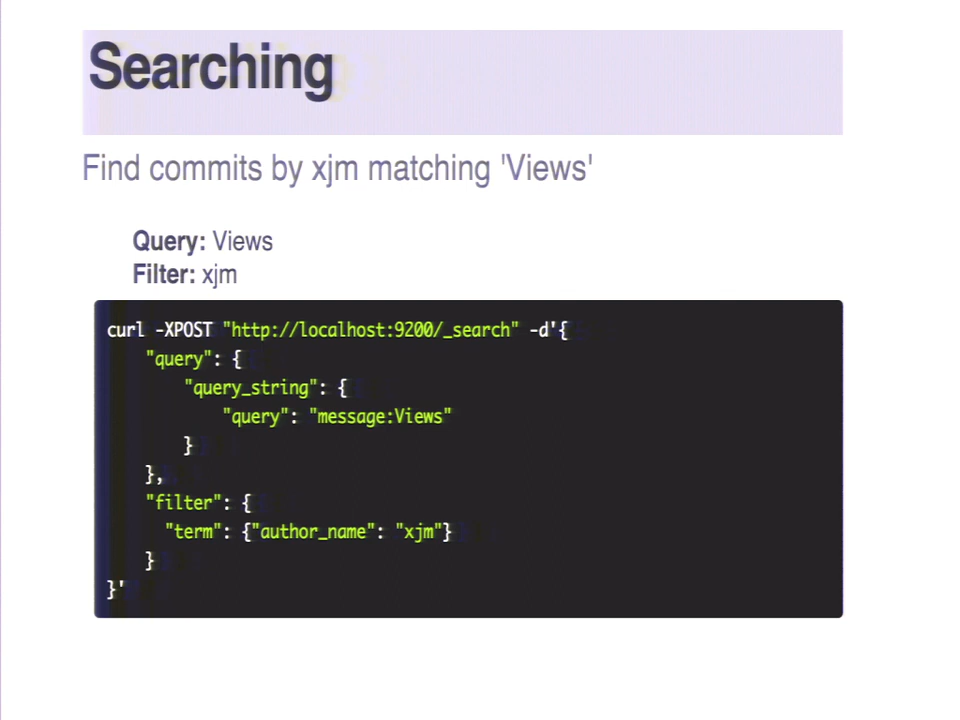 Searching
Find commits by xjm matching 'Views'
Query: Views
Filter: xjm
curl -XPOST "http://localhost:9200/_search" -d'{
    "query": {
        "query_string": {
            "query": "message:Views"
        }
    },
    "filter": {
      "term": {"author_name": "xjm"}
    }
}'